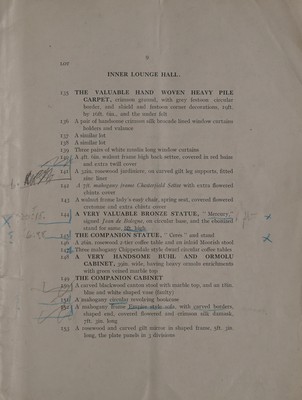 9
LOT
INNER LOUNGE HALL.
135 THE VALUABLE HAND WOVEN HEAVY PILE
CARPET, crimson ground, with grey festoon circular
border, and shield and festoon corner decorations, 21ft.
by 16ft. 6in., and the under felt
136 A pair of handsome crimson silk brocade lined window curtains
holders and valance
137 A similar lot
138 A similar lot
139 Three pairs of white muslin long window curtains
140 A 4ft. 6in. walnut frame high back settee, covered in red baize
and extra twill cover
141 A 32in. rosewood jardiniere, on carved gilt leg supports, fitted
zinc liner
142 A 7ft. mahogany frame Chesterfield Settee with extra flowered
chintz cover
143 A walnut frame lady's easy chair, spring seat, covered flowered
cretonne and extra chintz cover
144 A VERY VALUABLE BRONZE STATUE, "Mercury,"
signed Jean de Bologne, on circular base, and the ebonized
stand for same, 5ft. high
145 THE COMPANION STATUE, "Ceres" and stand
146 A 26in. rosewood 2-tier coffee table and an inlaid Moorish stool
147 Three mahogany Chippendale style dwarf circular coffee tables
148 A VERY HANDSOME BUHL AND ORMOLU
CABINET, 39in. wide, having heavy ormolu enrichments
with green veined marble top
149 THE COMPANION CABINET
150 A carved blackwood canton stand with marble top, and an 18in.
blue and white shaped vase (faulty)
151 A mahogany circular revolving bookcase
152 A mahogany frame Empire style sofa, with carved borders,
shaped end, covered flowered and crimson silk damask,
7ft. 3in. long
153 A rosewood and carved gilt mirror in shaped frame, 5ft. 3in.
long, the plate panels in 3 divisions